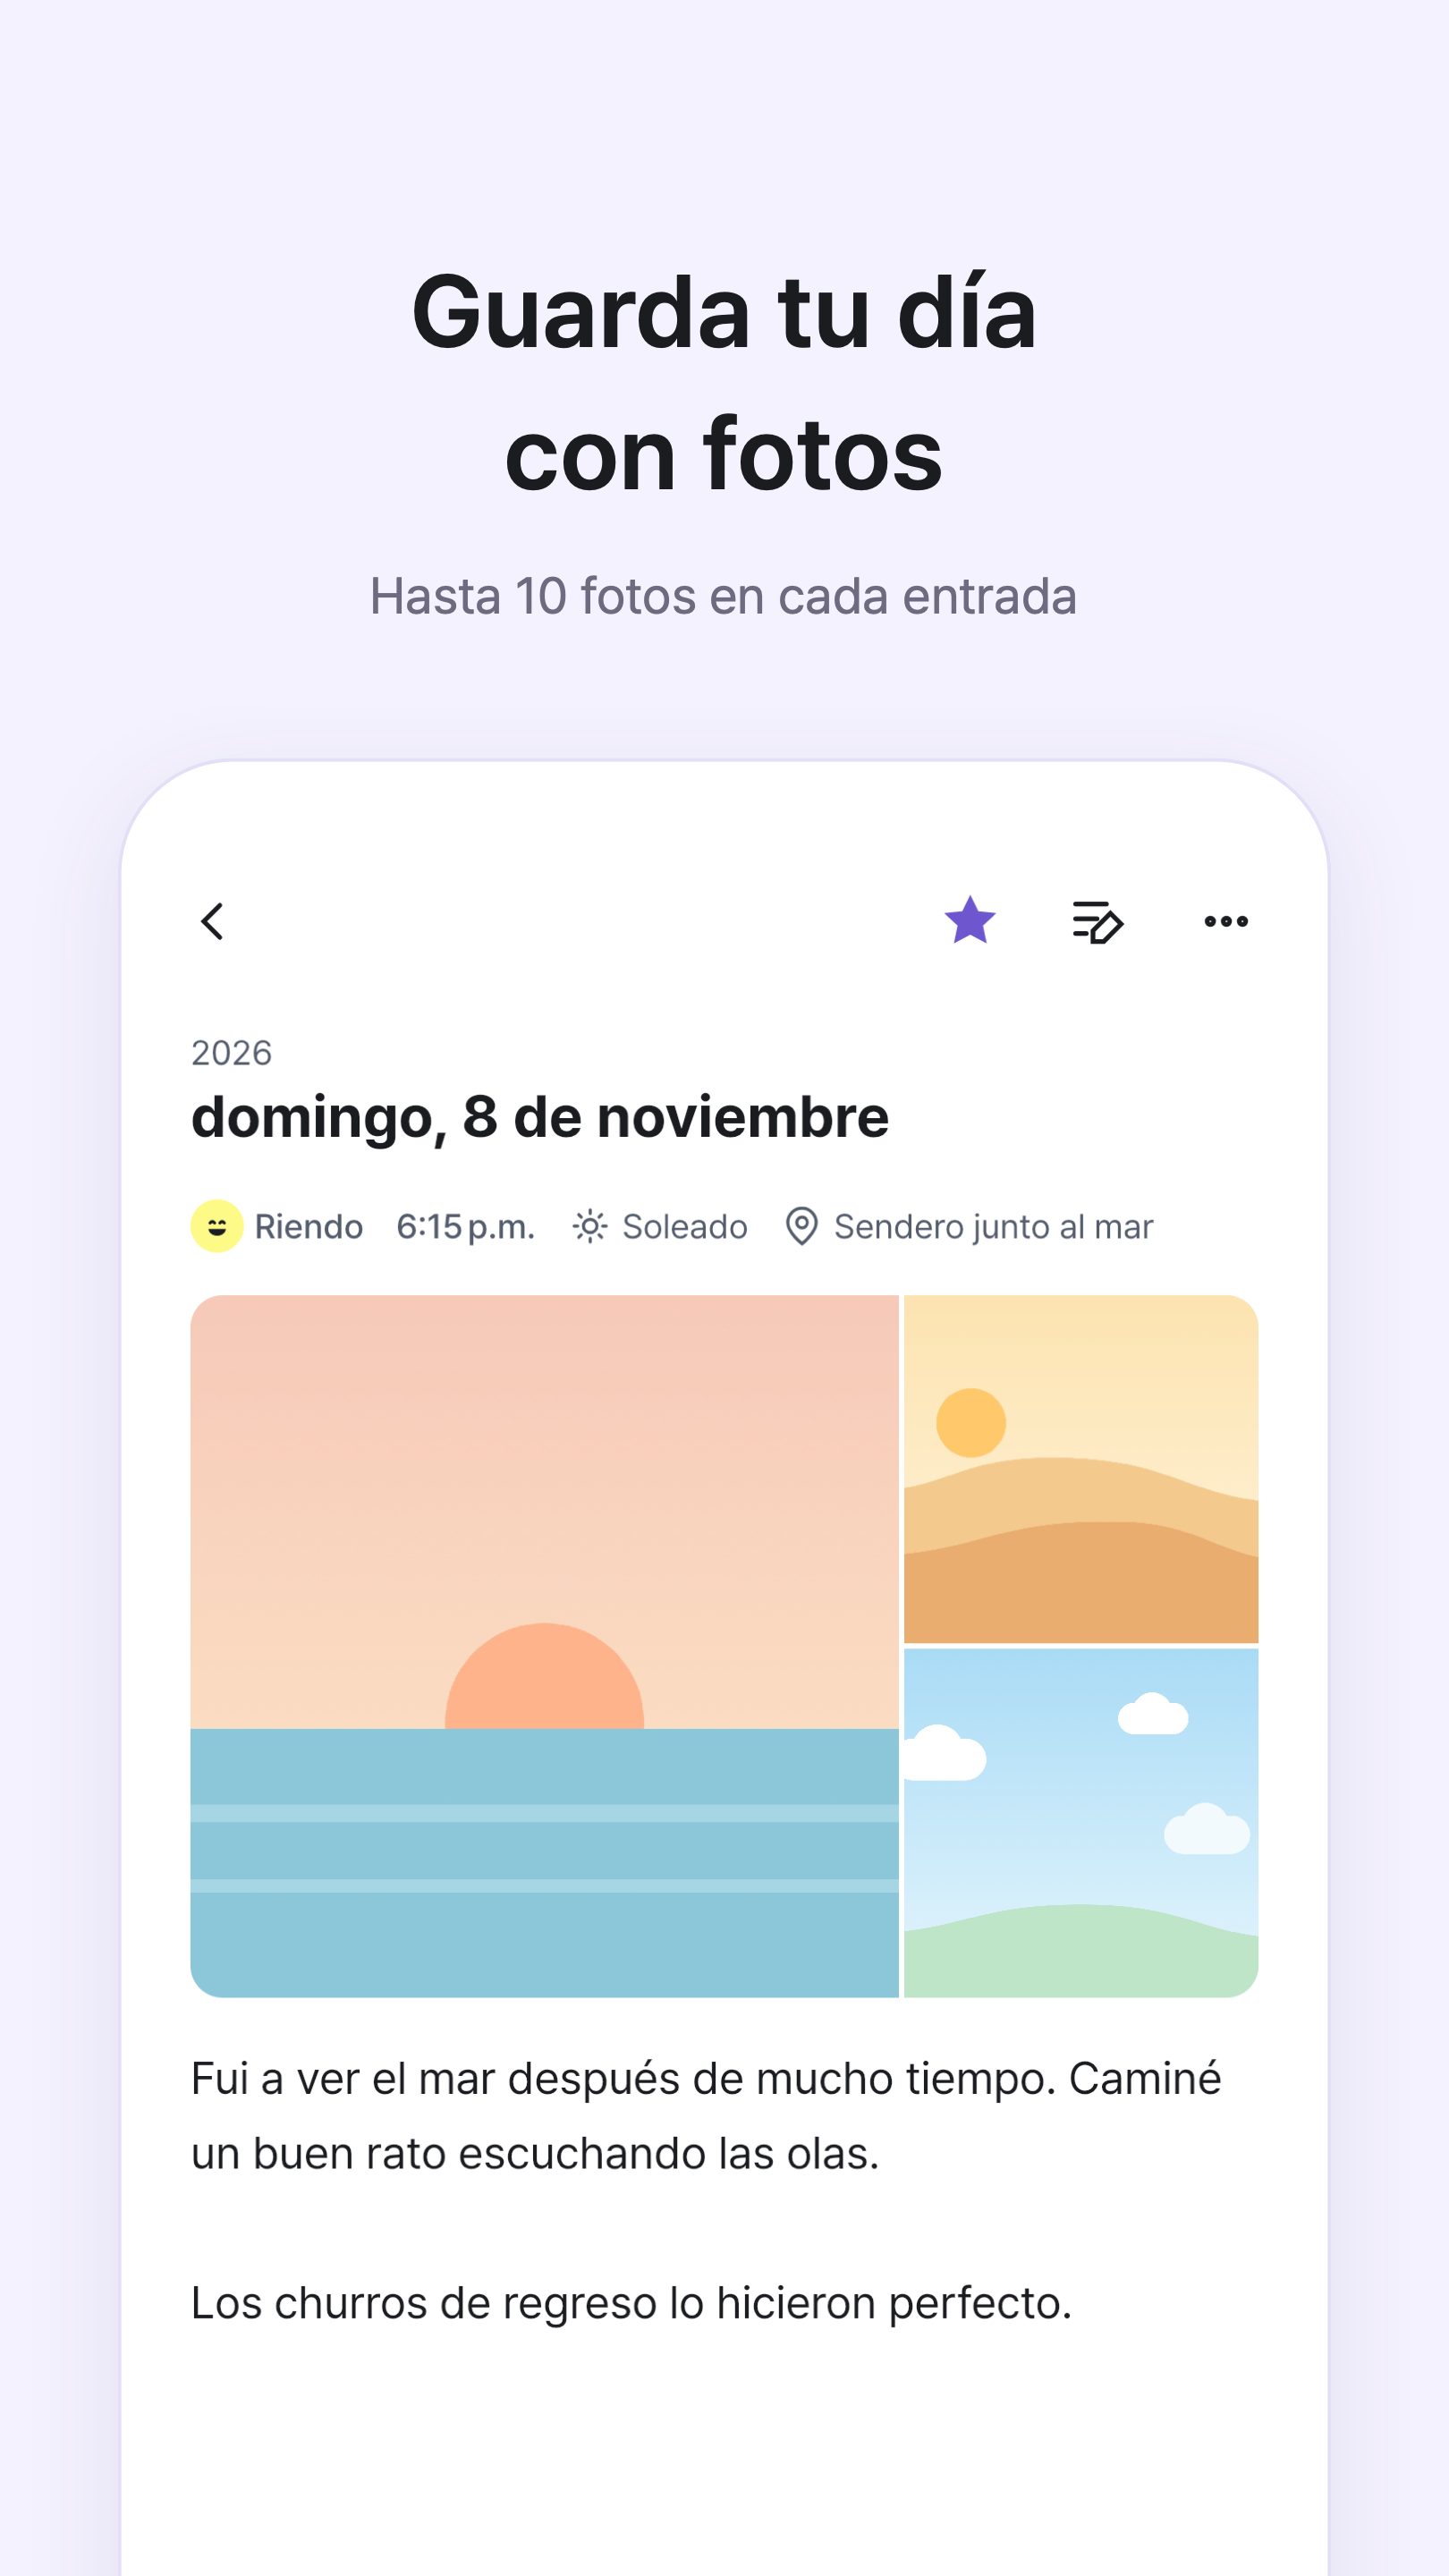 Guarda tu día
con fotos
Hasta 10 fotos en cada entrada
2026
domingo, 8 de noviembre
Riendo 6:15 p.m. Soleado Sendero junto al mar
Fui a ver el mar después de mucho tiempo. Caminé
un buen rato escuchando las olas.
Los churros de regreso lo hicieron perfecto.